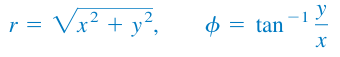 r = √(x² + y²), ϕ = tan⁻¹ y/x